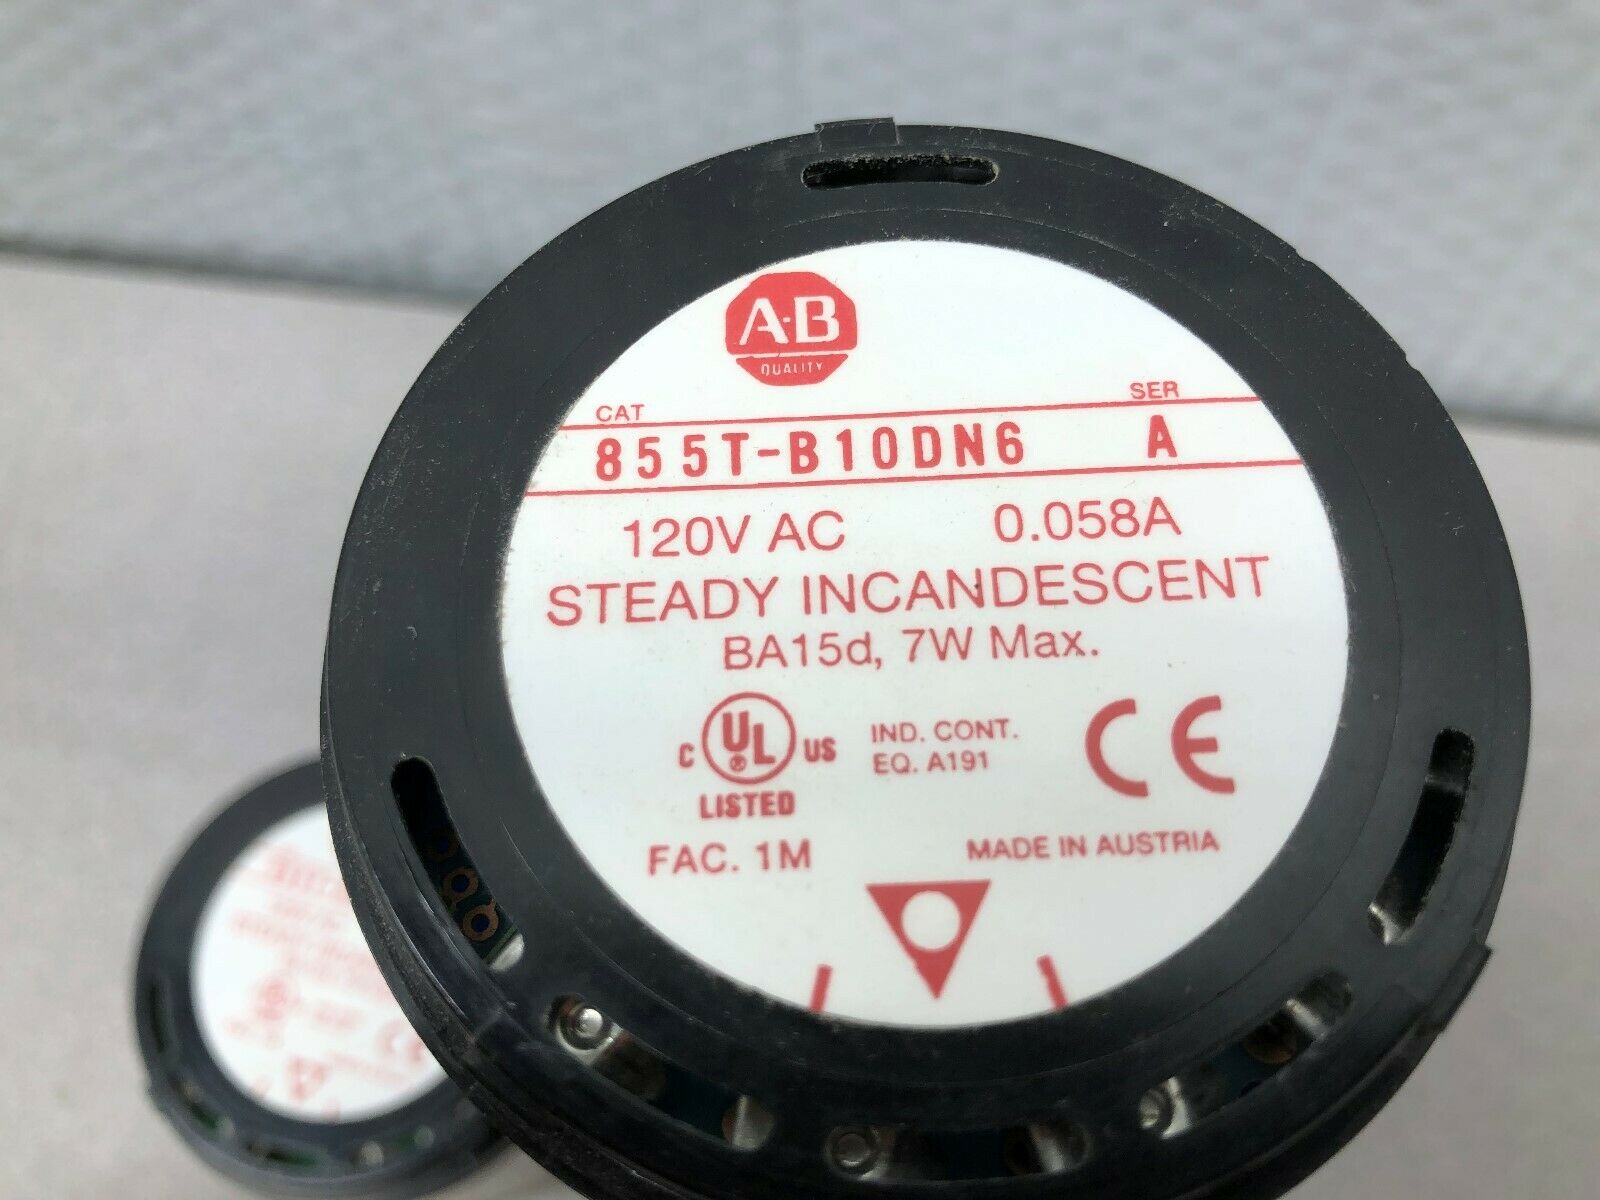 A-B
QUALITY
CAT SER
855T-B10DN6 A
120V AC 0.058A
STEADY INCANDESCENT
BA15d, 7W Max.
C UL® US
LISTED
IND. CONT.
EQ. A191
CE
FAC. 1M
MADE IN AUSTRIA